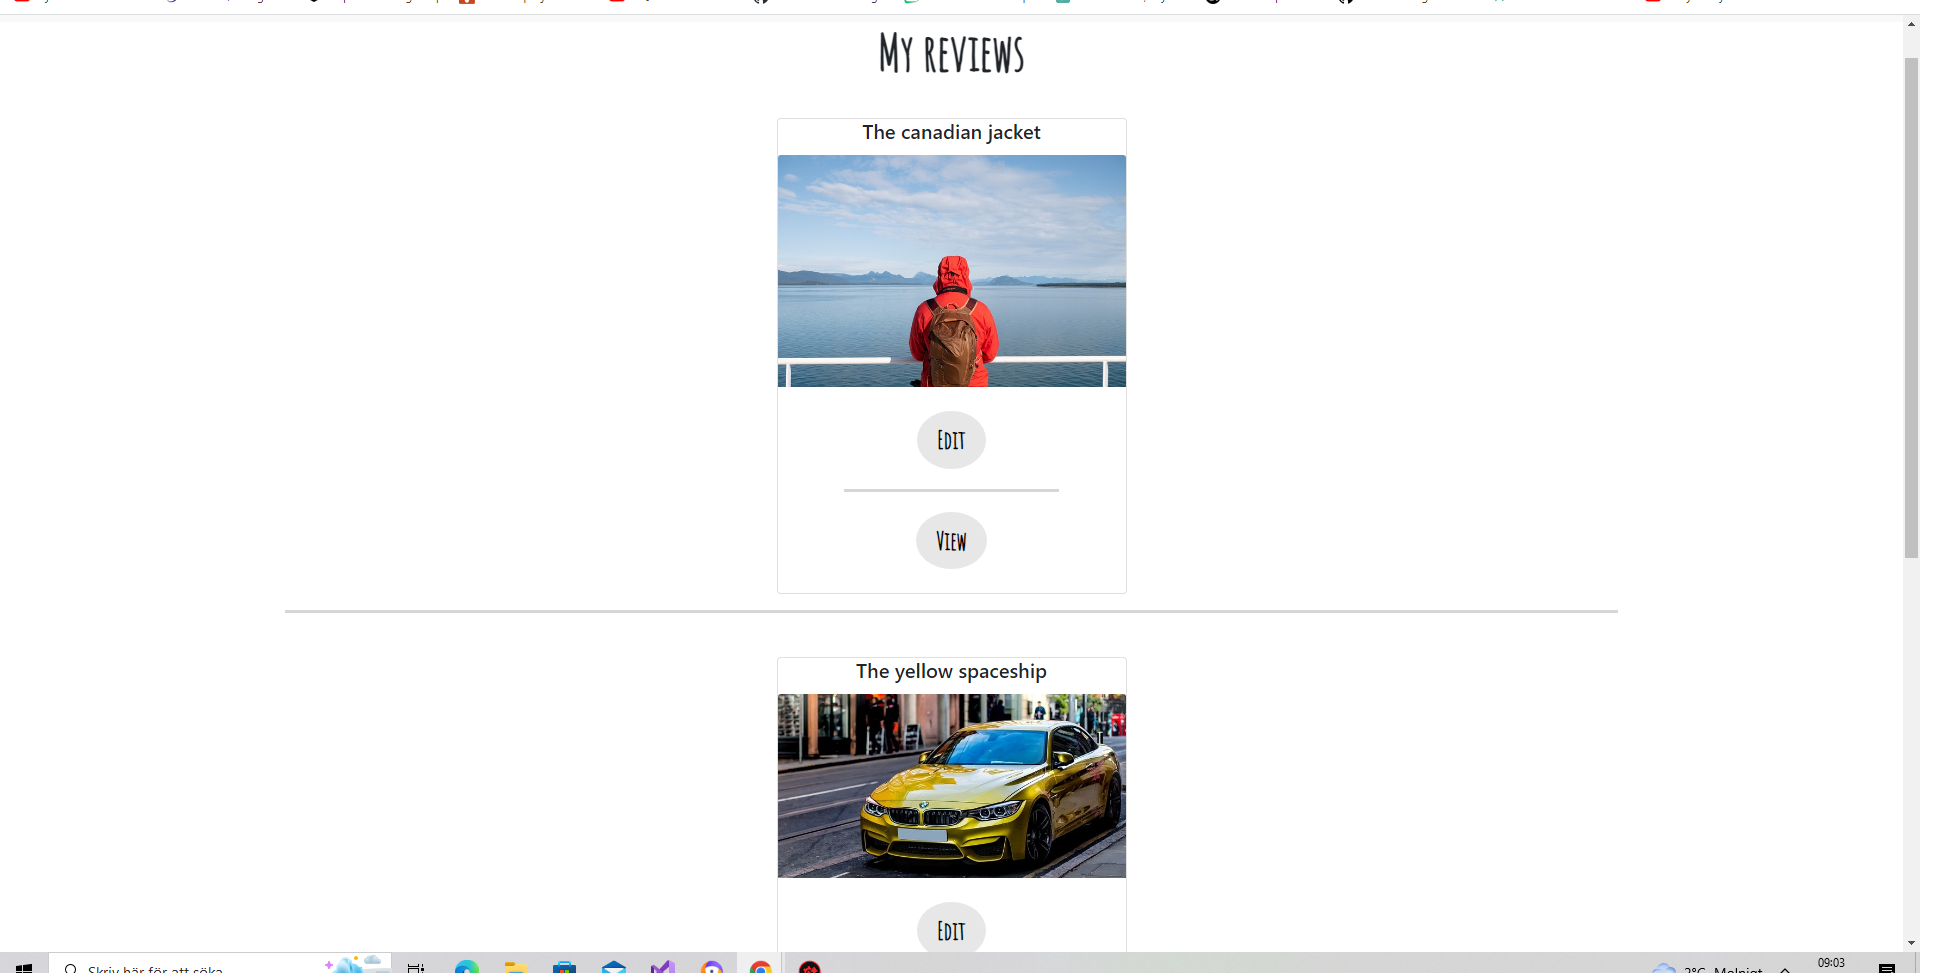 My reviews
The canadian jacket
Edit
View
The yellow spaceship
Edit
Skriv här för att söka
2°C Molnigt
09:03